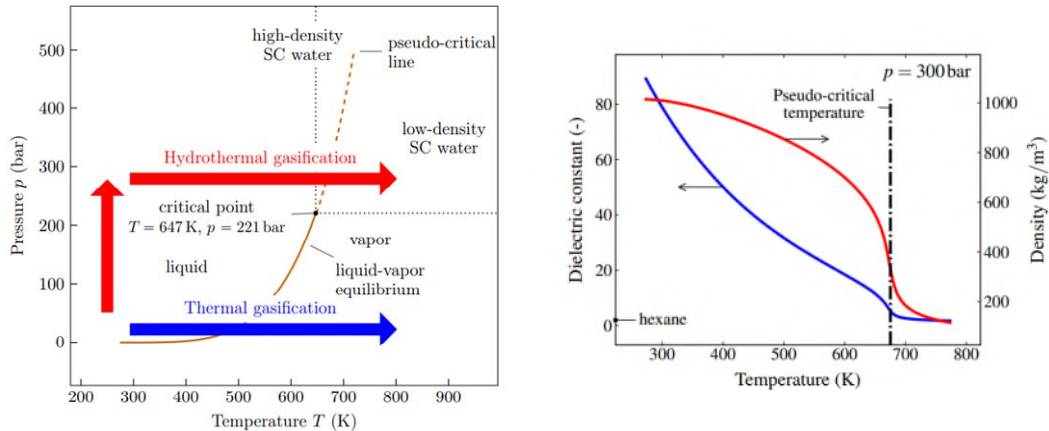 500
400
300
200
100
0
200
300
400
500
600
700
800
900
Pressure p (bar)
Temperature T (K)
high-density
SC water
pseudo-critical
line
low-density
SC water
Hydrothermal gasification
critical point
T = 647 K, p = 221 bar
vapor
liquid
liquid-vapor
equilibrium
Thermal gasification
p = 300 bar
Pseudo-critical
temperature
80
60
40
20
0
hexane
1000
800
600
400
200
300
400
500
600
700
800
Dielectric constant (-)
Density (kg/m³)
Temperature (K)